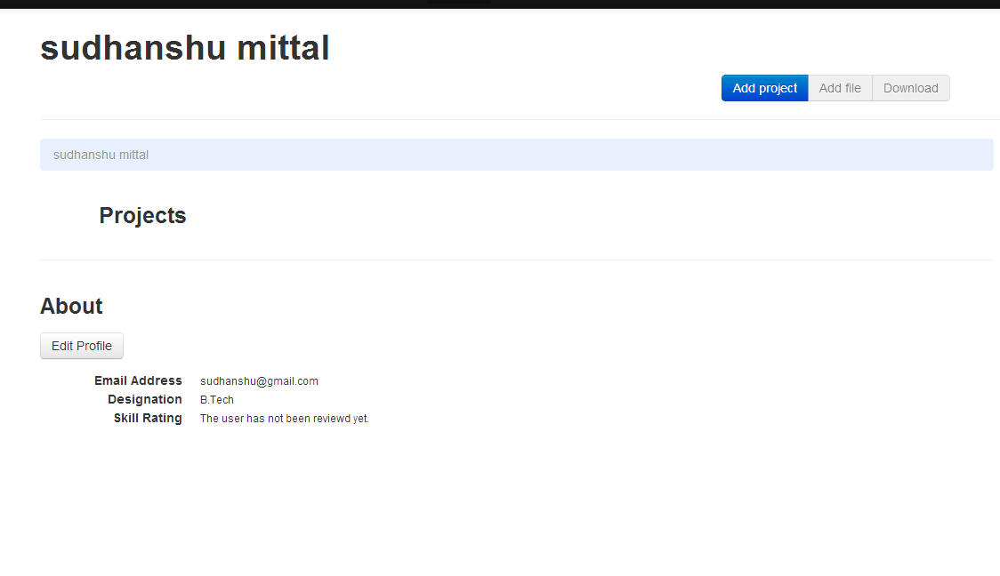 sudhanshu mittal
Add project Add file Download
sudhanshu mittal
Projects
About
Edit Profile
Email Address sudhanshu@gmail.com
Designation B.Tech
Skill Rating The user has not been reviewd yet.